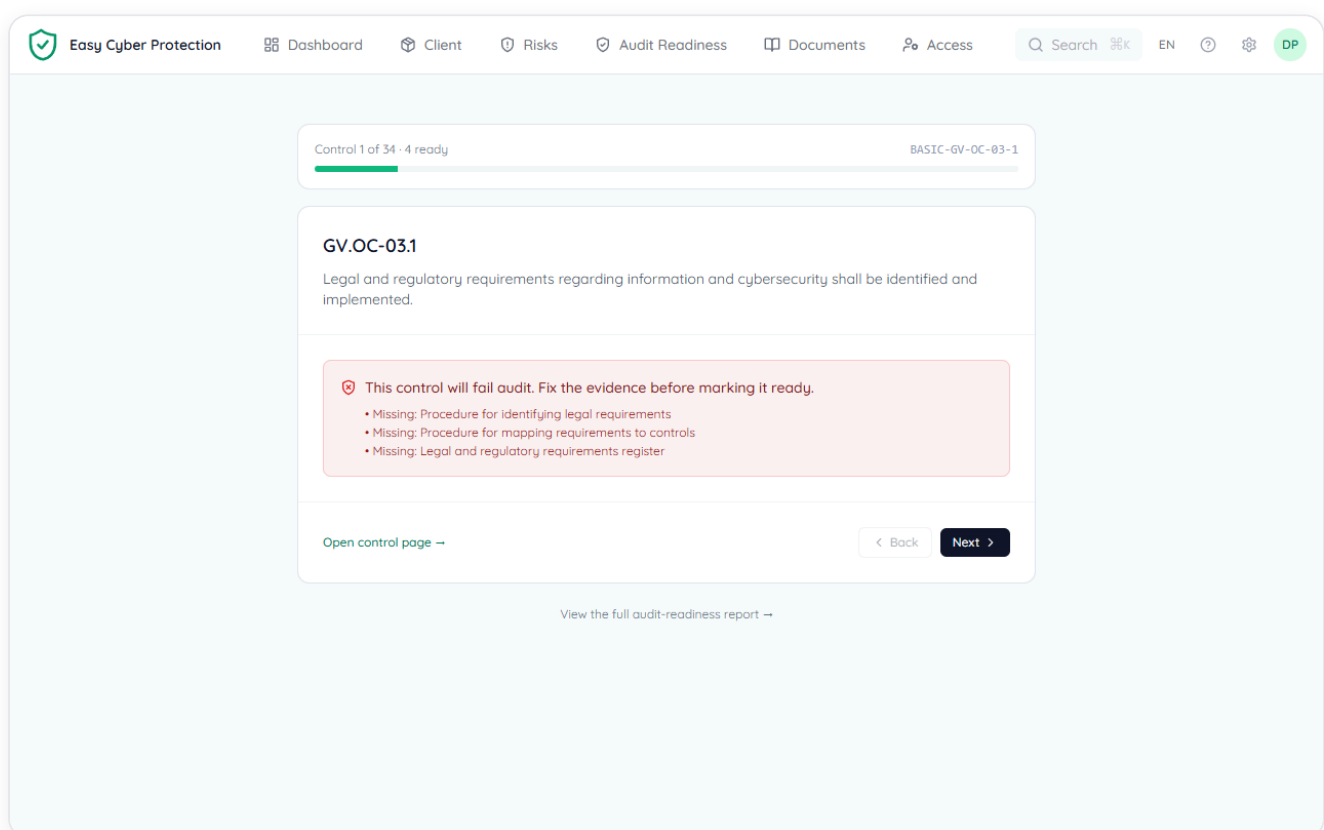 Easy Cyber Protection Dashboard Client Risks Audit Readiness Documents Access Search ⌘K EN DP
Control 1 of 34 · 4 ready BASIC-GV-OC-03-1
GV.OC-03.1
Legal and regulatory requirements regarding information and cybersecurity shall be identified and
implemented.
This control will fail audit. Fix the evidence before marking it ready.
• Missing: Procedure for identifying legal requirements
• Missing: Procedure for mapping requirements to controls
• Missing: Legal and regulatory requirements register
Open control page → Back Next
View the full audit-readiness report →